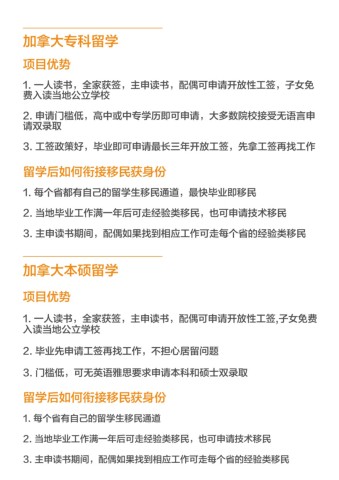 加拿大专科留学
项目优势
1. 一人读书，全家获签，主申读书，配偶可申请开放性工签，子女免
费入读当地公立学校
2. 申请门槛低，高中或中专学历即可申请，大多数院校接受无语言申
请双录取
3. 工签政策好，毕业即可申请最长三年开放工签，先拿工签再找工作
留学后如何衔接移民获身份
1. 每个省都有自己的留学生移民通道，最快毕业即移民
2. 当地毕业工作满一年后可走经验类移民，也可申请技术移民
3. 主申读书期间，配偶如果找到相应工作可走每个省的经验类移民
加拿大本硕留学
项目优势
1. 一人读书，全家获签，主申读书，配偶可申请开放性工签,子女免费
入读当地公立学校
2. 毕业先申请工签再找工作，不担心居留问题
3. 门槛低，可无英语雅思要求申请本科和硕士双录取
留学后如何衔接移民获身份
1. 每个省有自己的留学生移民通道
2. 当地毕业工作满一年后可走经验类移民，也可申请技术移民
3. 主申读书期间，配偶如果找到相应工作可走每个省的经验类移民